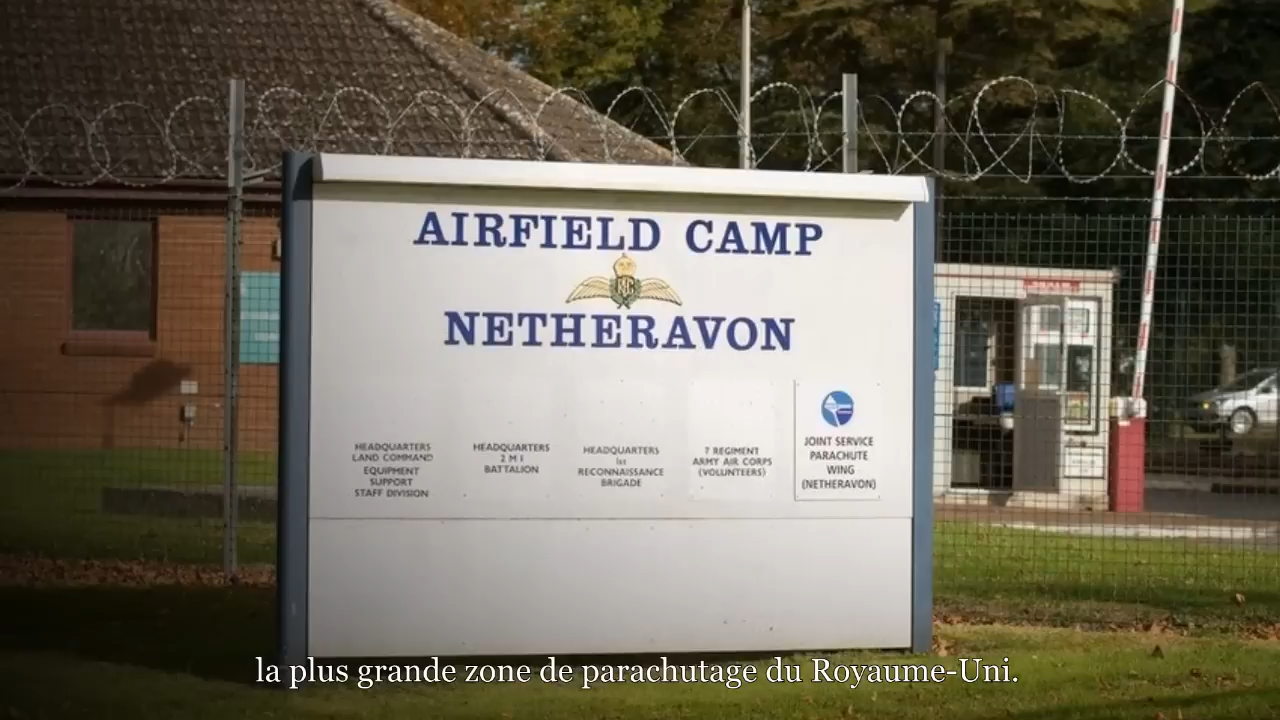 AIRFIELD CAMP
NETHERAVON
HEADQUARTERS
LAND COMMAND
EQUIPMENT
SUPPORT
STAFF DIVISION
HEADQUARTERS
2 M I
BATTALION
HEADQUARTERS
1st
RECONNAISSANCE
BRIGADE
7 REGIMENT
ARMY AIR CORPS
(VOLUNTEERS)
JOINT SERVICE
PARACHUTE
WING
(NETHERAVON)
la plus grande zone de parachutage du Royaume-Uni.